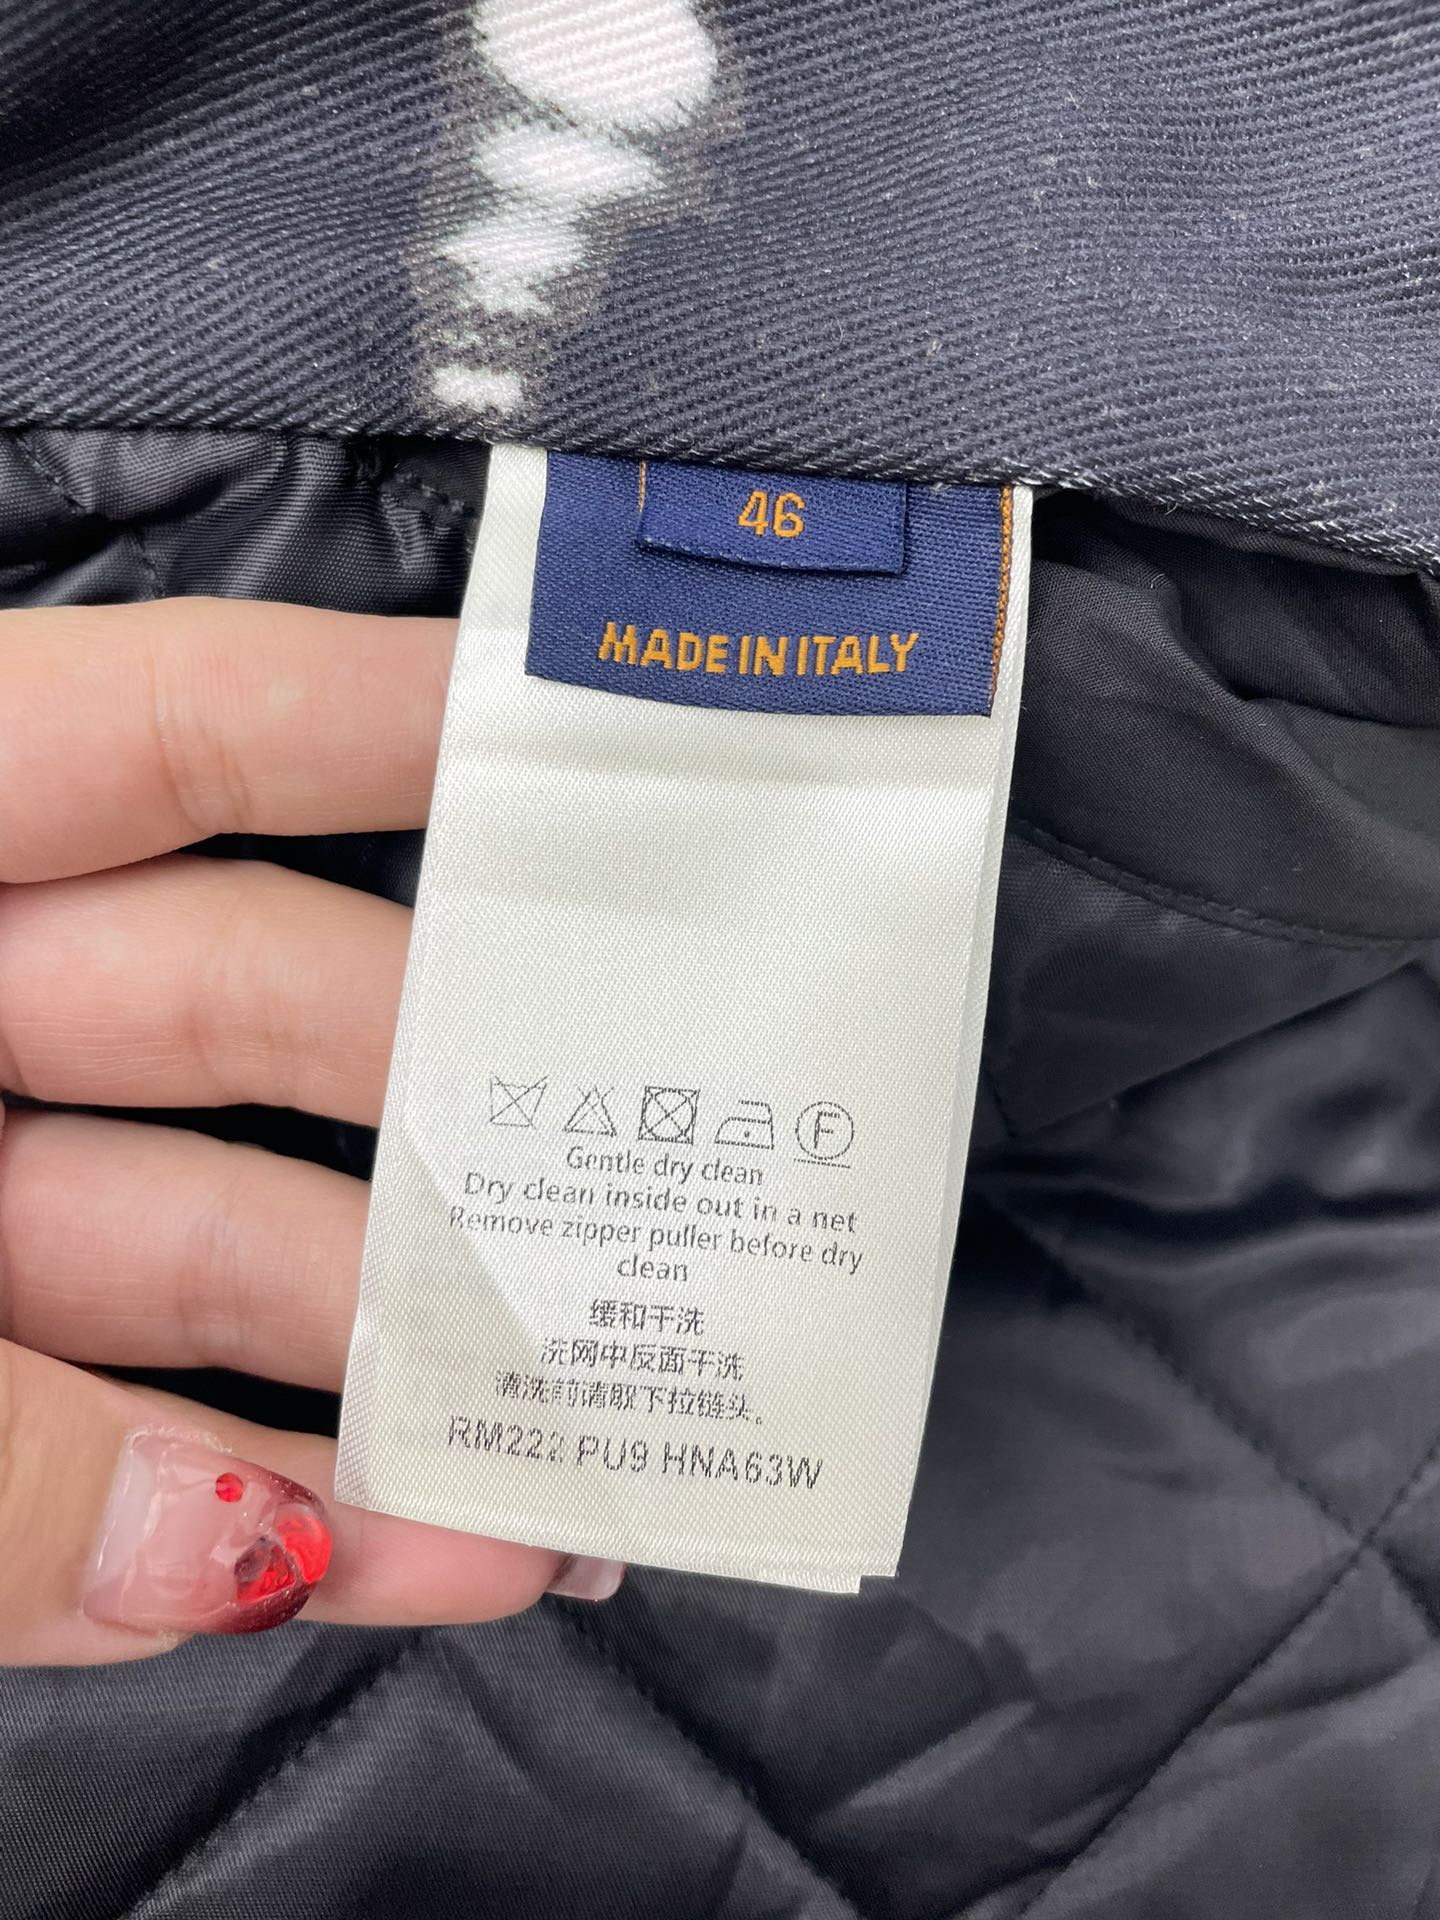 46
MADE IN ITALY
F
Gentle dry clean
Dry clean inside out in a net
Remove zipper puller before dry
clean
缓和干洗
洗网中反面干洗
清洗前请取下拉链头。
RM222 PU9 HNA63W